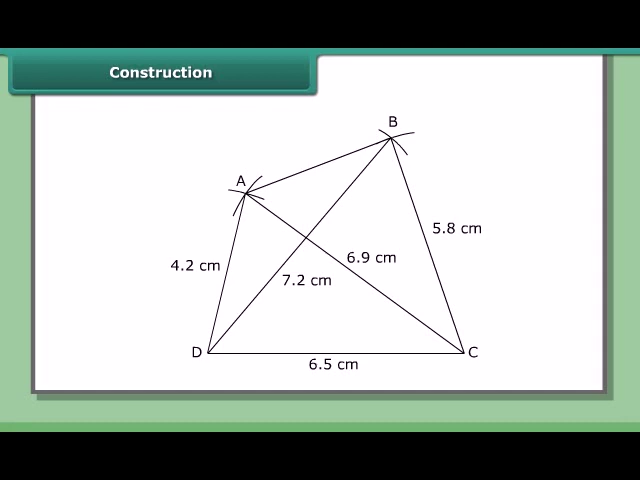 Construction
B
A
5.8 cm
6.9 cm
4.2 cm
7.2 cm
D
C
6.5 cm